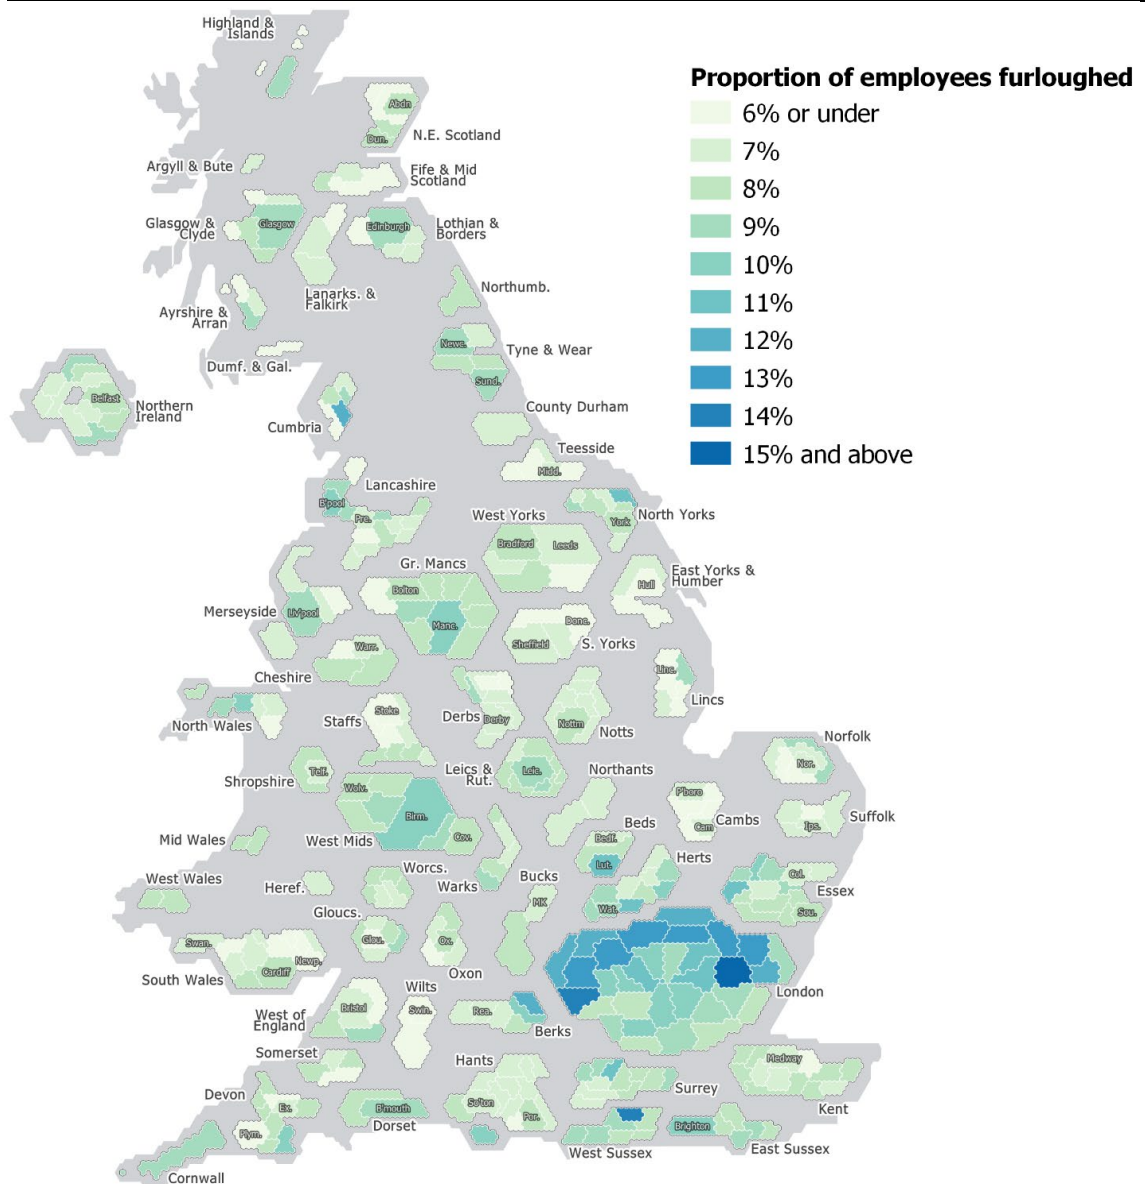 Proportion of employees furloughed
6% or under
7%
8%
9%
10%
11%
12%
13%
14%
15% and above
Highland &
Islands
Abdn
Dun.
N.E. Scotland
Argyll & Bute
Fife & Mid
Scotland
Glasgow &
Clyde
Glasgow
Edinburgh
Lothian &
Borders
Lanarks. &
Falkirk
Northumb.
Ayrshire &
Arran
Newc.
Tyne & Wear
Dumf. & Gal.
Sund.
Belfast
Northern
Ireland
Cumbria
County Durham
Teesside
Midd.
Lancashire
B'pool
Pre.
West Yorks
North Yorks
York
Bradford
Leeds
Gr. Mancs
East Yorks &
Humber
Hull
Bolton
Merseyside
Liv'pool
Manc.
Donc.
Sheffield
S. Yorks
Warr.
Cheshire
Linc.
Lincs
North Wales
Staffs
Stoke
Derbs
Derby
Nottm
Notts
Norfolk
Nor.
Shropshire
Telf.
Leics &
Rut.
Leic.
Northants
Wolv.
Birm.
Cov.
West Mids
P'boro
Cam
Cambs
Suffolk
Ips.
Mid Wales
Beds
Bedf.
Lut.
Herts
Worcs.
Warks
Bucks
West Wales
Heref.
Col.
Essex
Sou.
MK
Wat.
Gloucs.
Glou.
Ox.
Oxon
Swan.
Newp.
Cardiff
South Wales
London
Wilts
Swin.
West of
England
Bristol
Rea.
Berks
Somerset
Hants
Surrey
Medway
Kent
Devon
Ex.
Plym.
B'mouth
Dorset
So'ton
Por.
West Sussex
Brighton
East Sussex
Cornwall